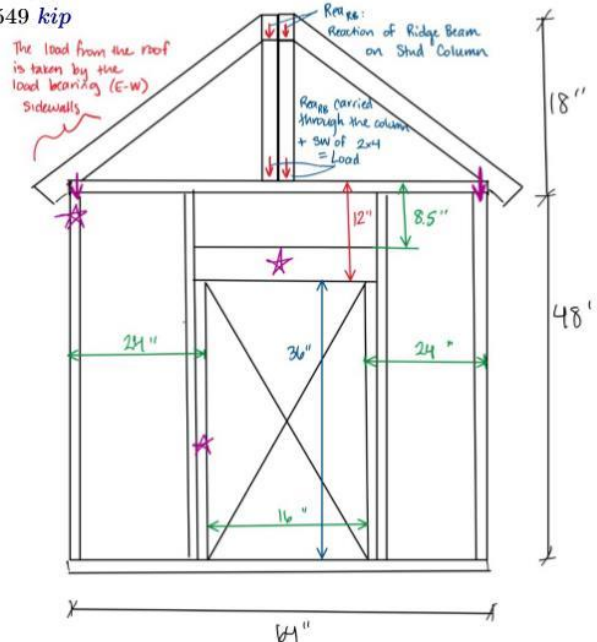 549 kip
ReaRB:
Reaction of Ridge Beam
on Stud Column
The load from the roof
is taken by the
load bearing (E-W)
Sidewalls
18"
ReaRB carried
through the column
+ SW of 2x4
= Load
12"
8.5"
48'
24"
36"
24"
16"
64"